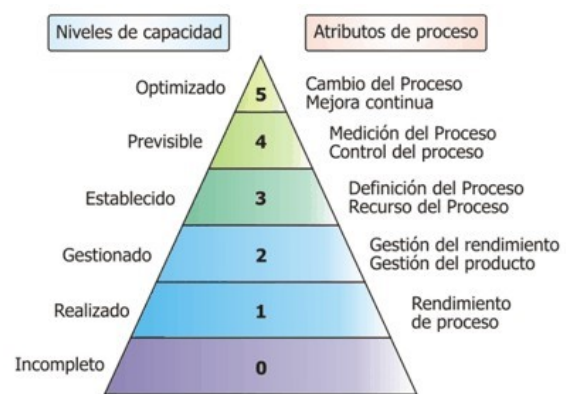 Niveles de capacidad
Atributos de proceso
Optimizado
5
Cambio del Proceso
Mejora continua
Previsible
4
Medición del Proceso
Control del proceso
Establecido
3
Definición del Proceso
Recurso del Proceso
Gestionado
2
Gestión del rendimiento
Gestión del producto
Realizado
1
Rendimiento
de proceso
Incompleto
0